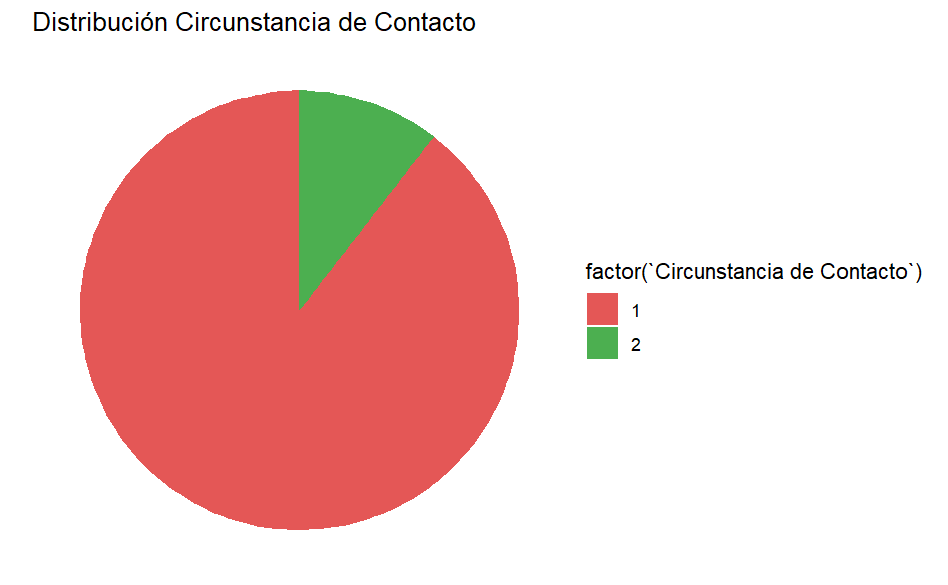 Distribución Circunstancia de Contacto
factor(`Circunstancia de Contacto`)
1
2